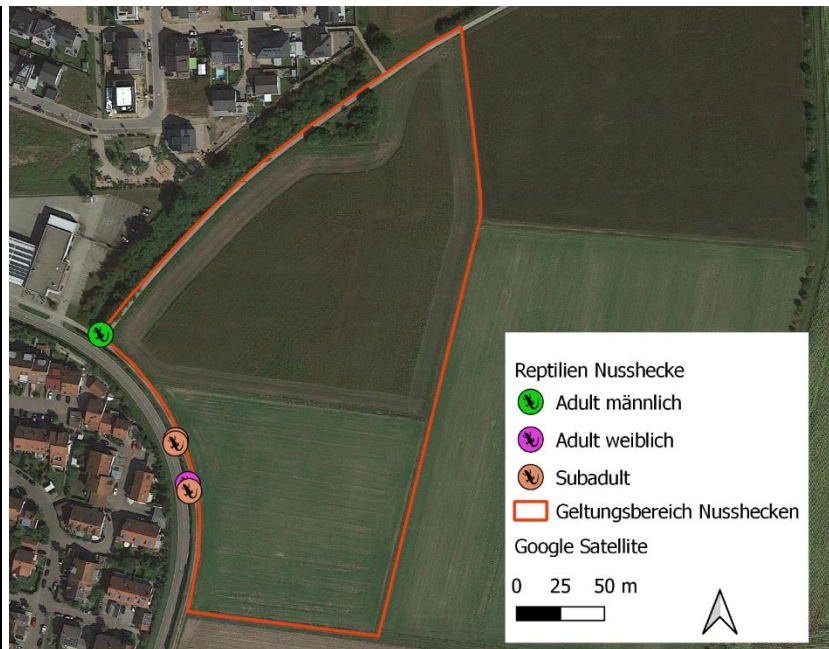 Reptilien Nusshecke
Adult männlich
Adult weiblich
Subadult
Geltungsbereich Nusshecken
Google Satellite
0 25 50 m